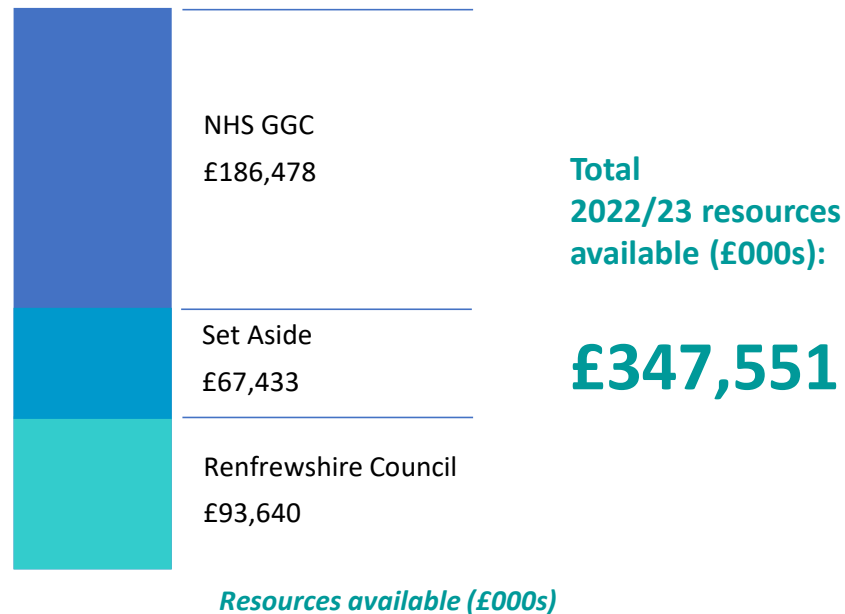 NHS GGC
£186,478
Set Aside
£67,433
Renfrewshire Council
£93,640
Total
2022/23 resources
available (£000s):
£347,551
Resources available (£000s)